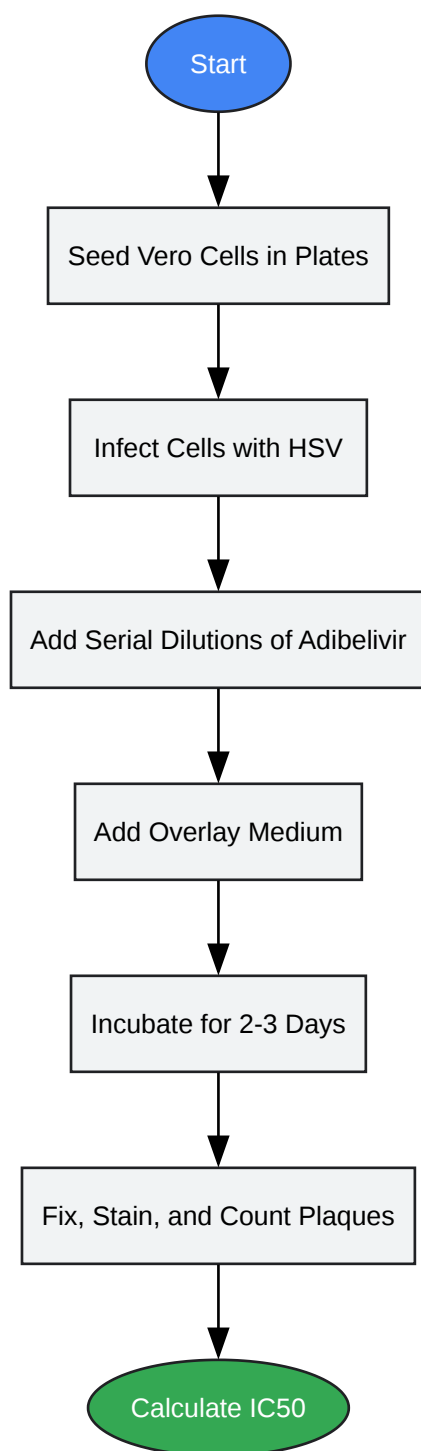 Start
Seed Vero Cells in Plates
Infect Cells with HSV
Add Serial Dilutions of Adibelivir
Add Overlay Medium
Incubate for 2-3 Days
Fix, Stain, and Count Plaques
Calculate IC50